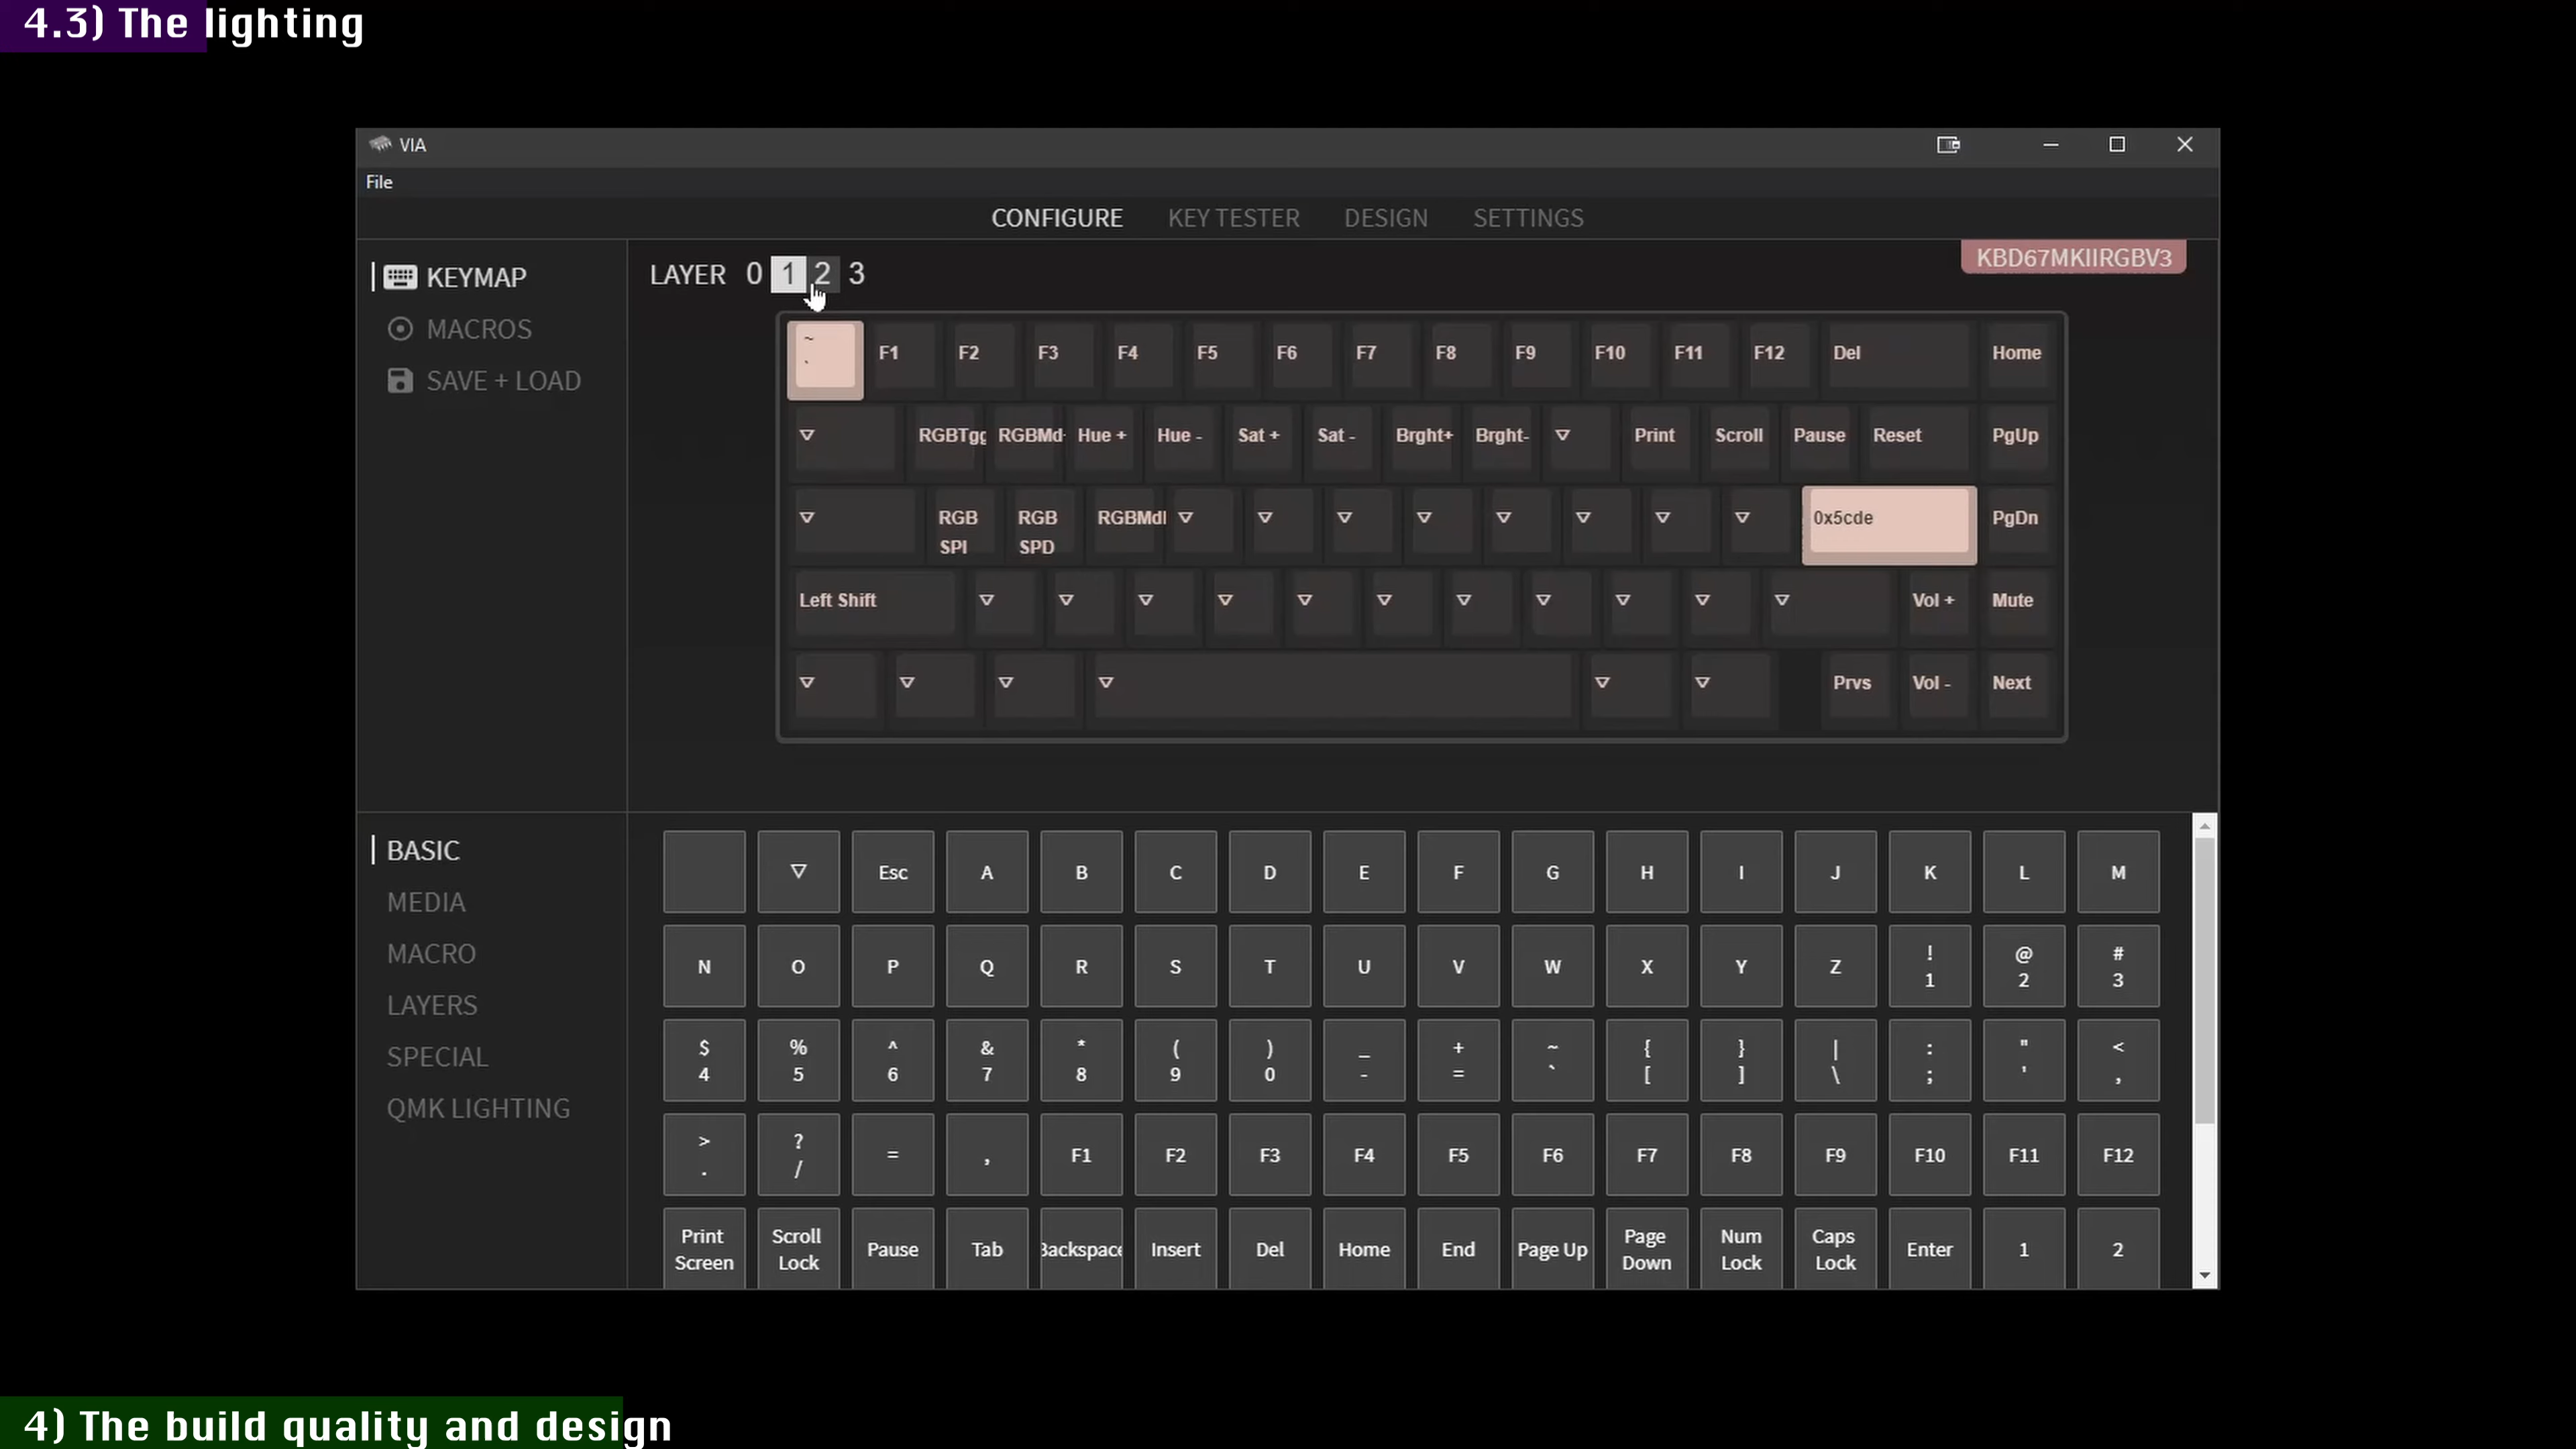 4.3) The lighting
VIA
File
CONFIGURE KEY TESTER DESIGN SETTINGS
KEYMAP
MACROS
SAVE + LOAD
LAYER 0 1 2 3
KBD67MKIIRGBV3
~
` F1 F2 F3 F4 F5 F6 F7 F8 F9 F10 F11 F12 Del Home
▽ RGBTgg RGBMd- Hue + Hue - Sat + Sat - Brght+ Brght- ▽ Print Scroll Pause Reset PgUp
▽ RGB RGB RGBMdl ▽ ▽ ▽ ▽ ▽ ▽ ▽ ▽ 0x5cde PgDn
SPI SPD
Left Shift ▽ ▽ ▽ ▽ ▽ ▽ ▽ ▽ ▽ ▽ ▽ Vol + Mute
▽ ▽ ▽ ▽ ▽ ▽ Prvs Vol - Next
BASIC
MEDIA
MACRO
LAYERS
SPECIAL
QMK LIGHTING
▽ Esc A B C D E F G H I J K L M
N O P Q R S T U V W X Y Z ! @ #
1 2 3
$ % ^ & * ( ) _ + ~ { } | : " <
4 5 6 7 8 9 0 - = ` [ ] \ ; ' ,
> ? = , F1 F2 F3 F4 F5 F6 F7 F8 F9 F10 F11 F12
. /
Print Scroll Pause Tab Backspace Insert Del Home End Page Up Page Num Caps Enter 1 2
Screen Lock Down Lock Lock
4) The build quality and design